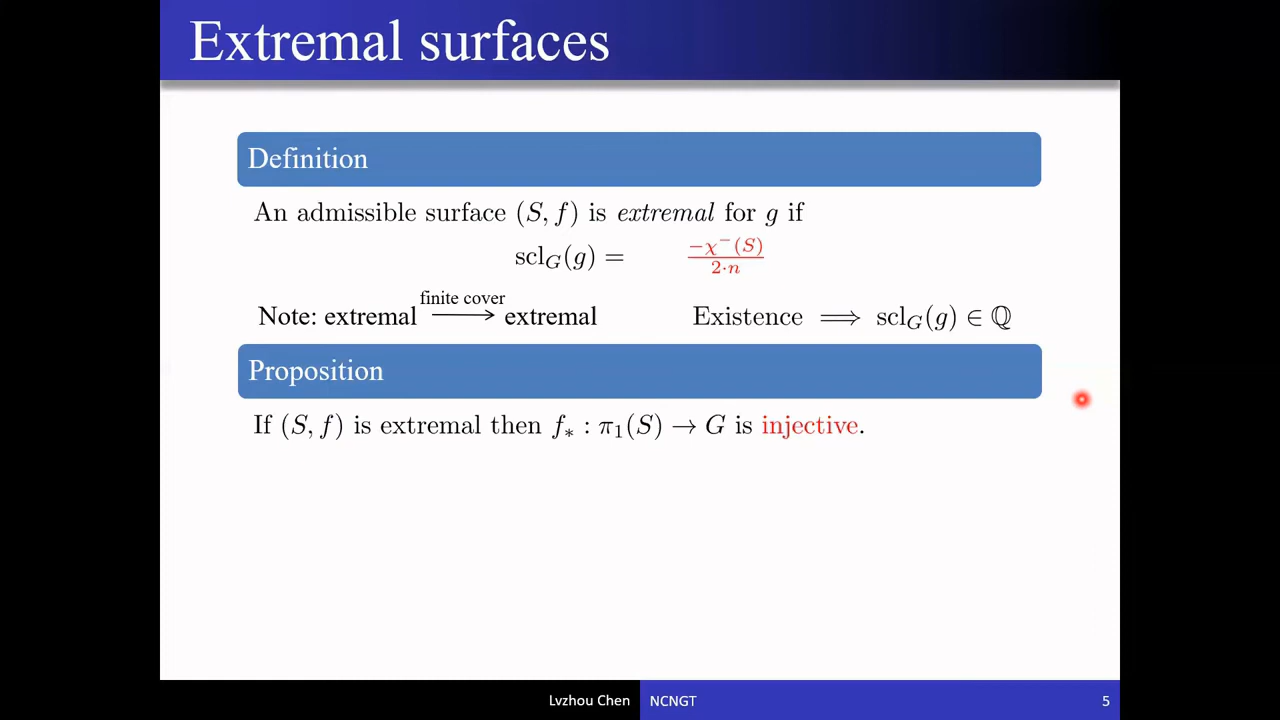 Extremal surfaces
Definition
An admissible surface (S, f) is extremal for g if
scl_G(g) = −χ⁻(S) / 2·n
finite cover
Note: extremal ⟶ extremal
Existence ⟹ scl_G(g) ∈ ℚ
Proposition
If (S, f) is extremal then f_* : π₁(S) → G is injective.
Lvzhou Chen
NCNGT
5